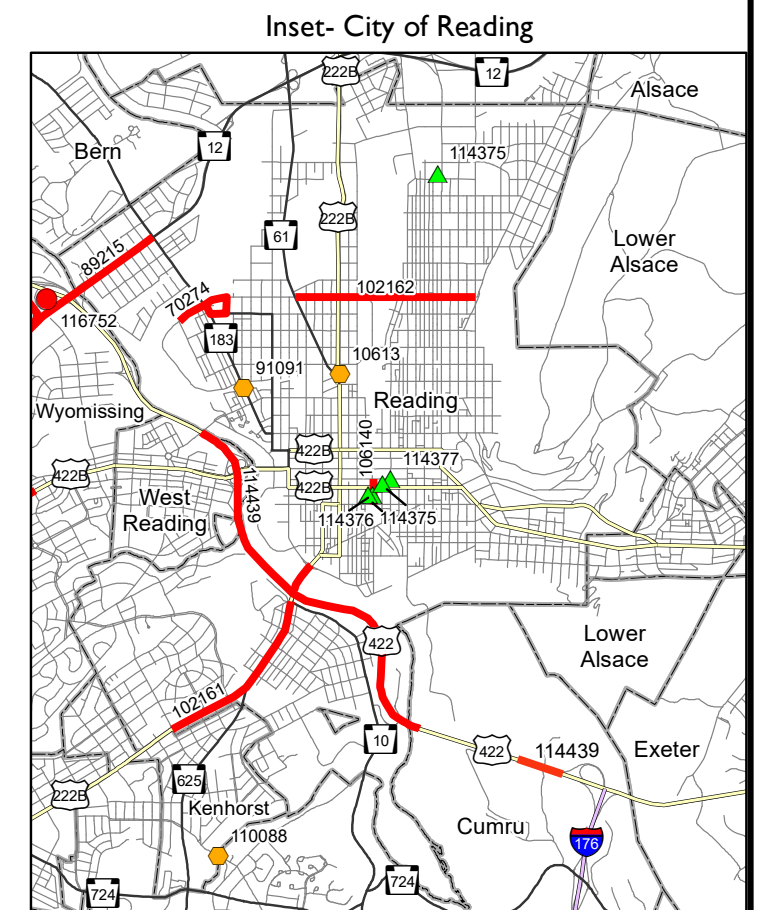 Inset- City of Reading
222B
12
Alsace
12
Bern
114375
222B
61
Lower
Alsace
89215
70274
102162
116752
183
91091
10613
Wyomissing
Reading
106140
422B
114377
422B
422B
114439
West
Reading
114376
114375
422
Lower
Alsace
102161
10
422
114439
Exeter
625
222B
Kenhorst
110088
Cumru
176
724
724